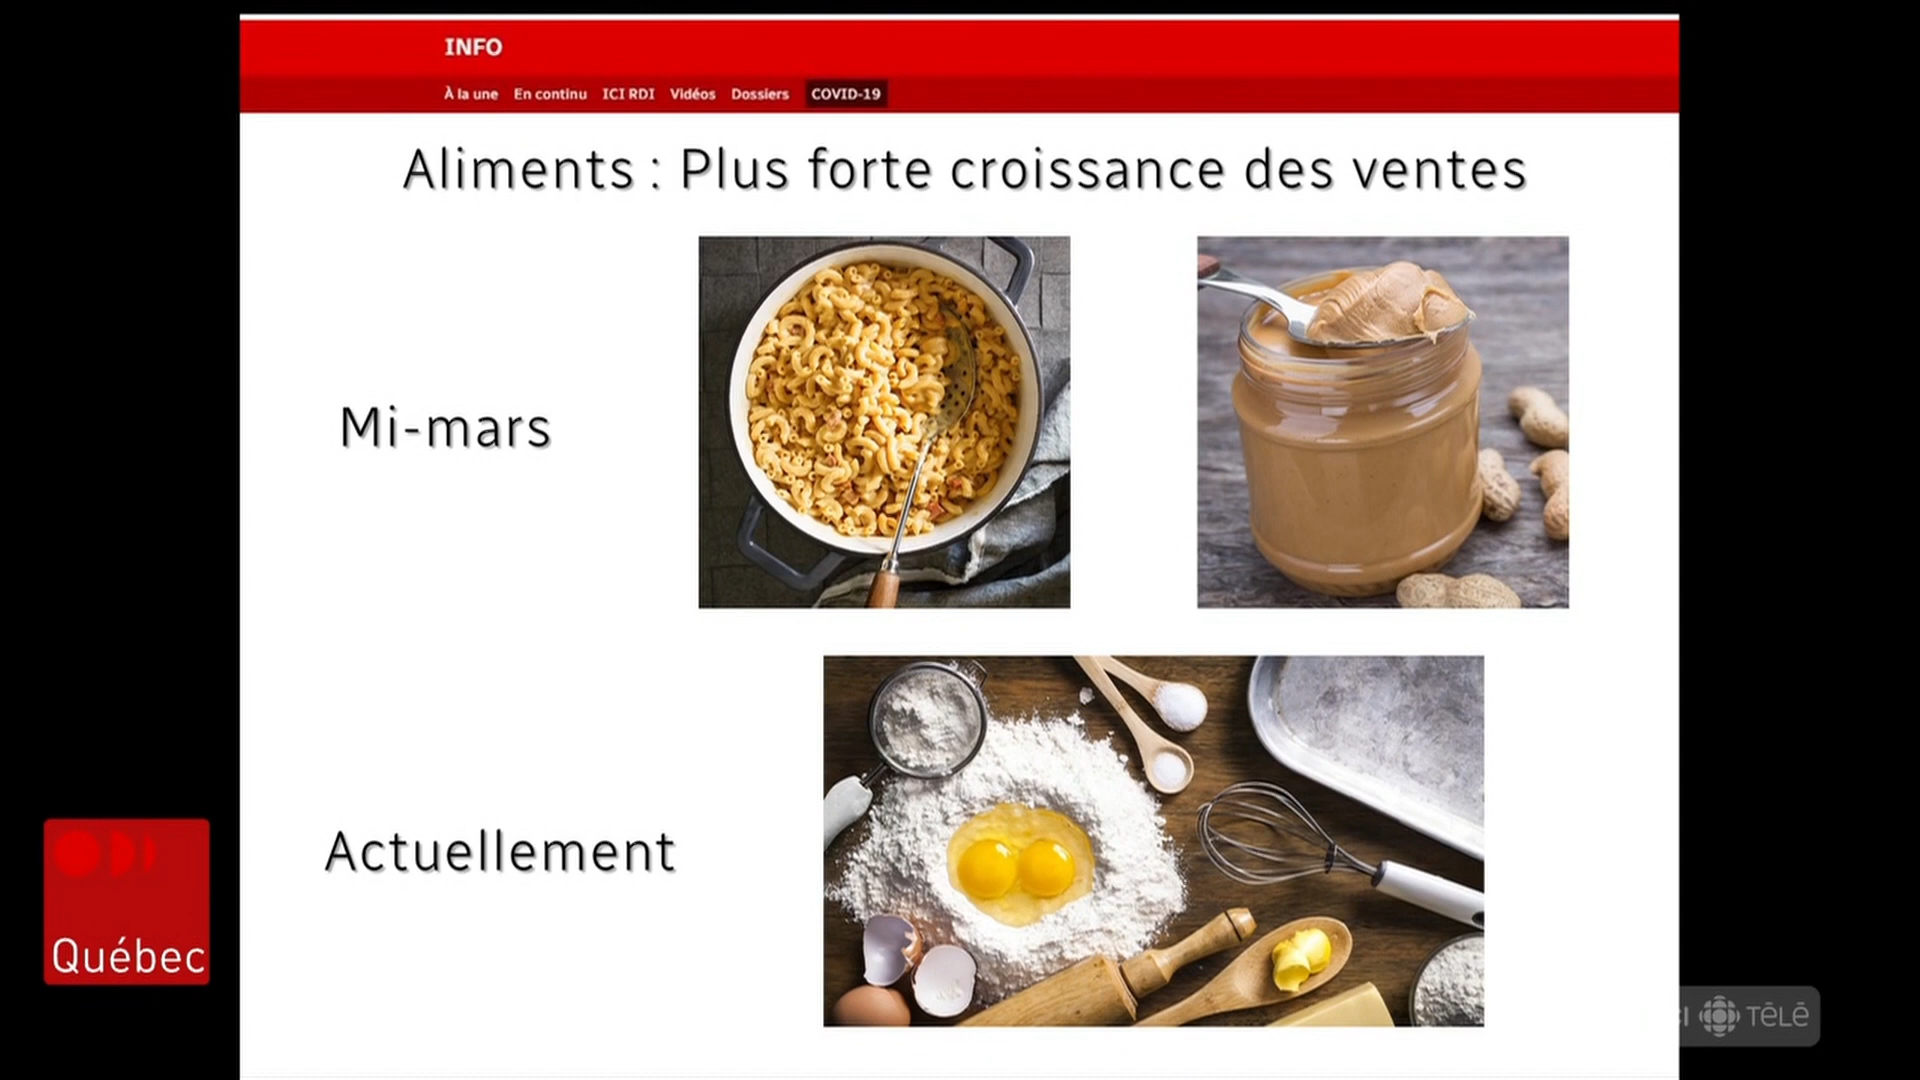 INFO
À la une En continu ICI RDI Vidéos Dossiers COVID-19
Aliments : Plus forte croissance des ventes
Mi-mars
Actuellement
Québec
TÉLÉ